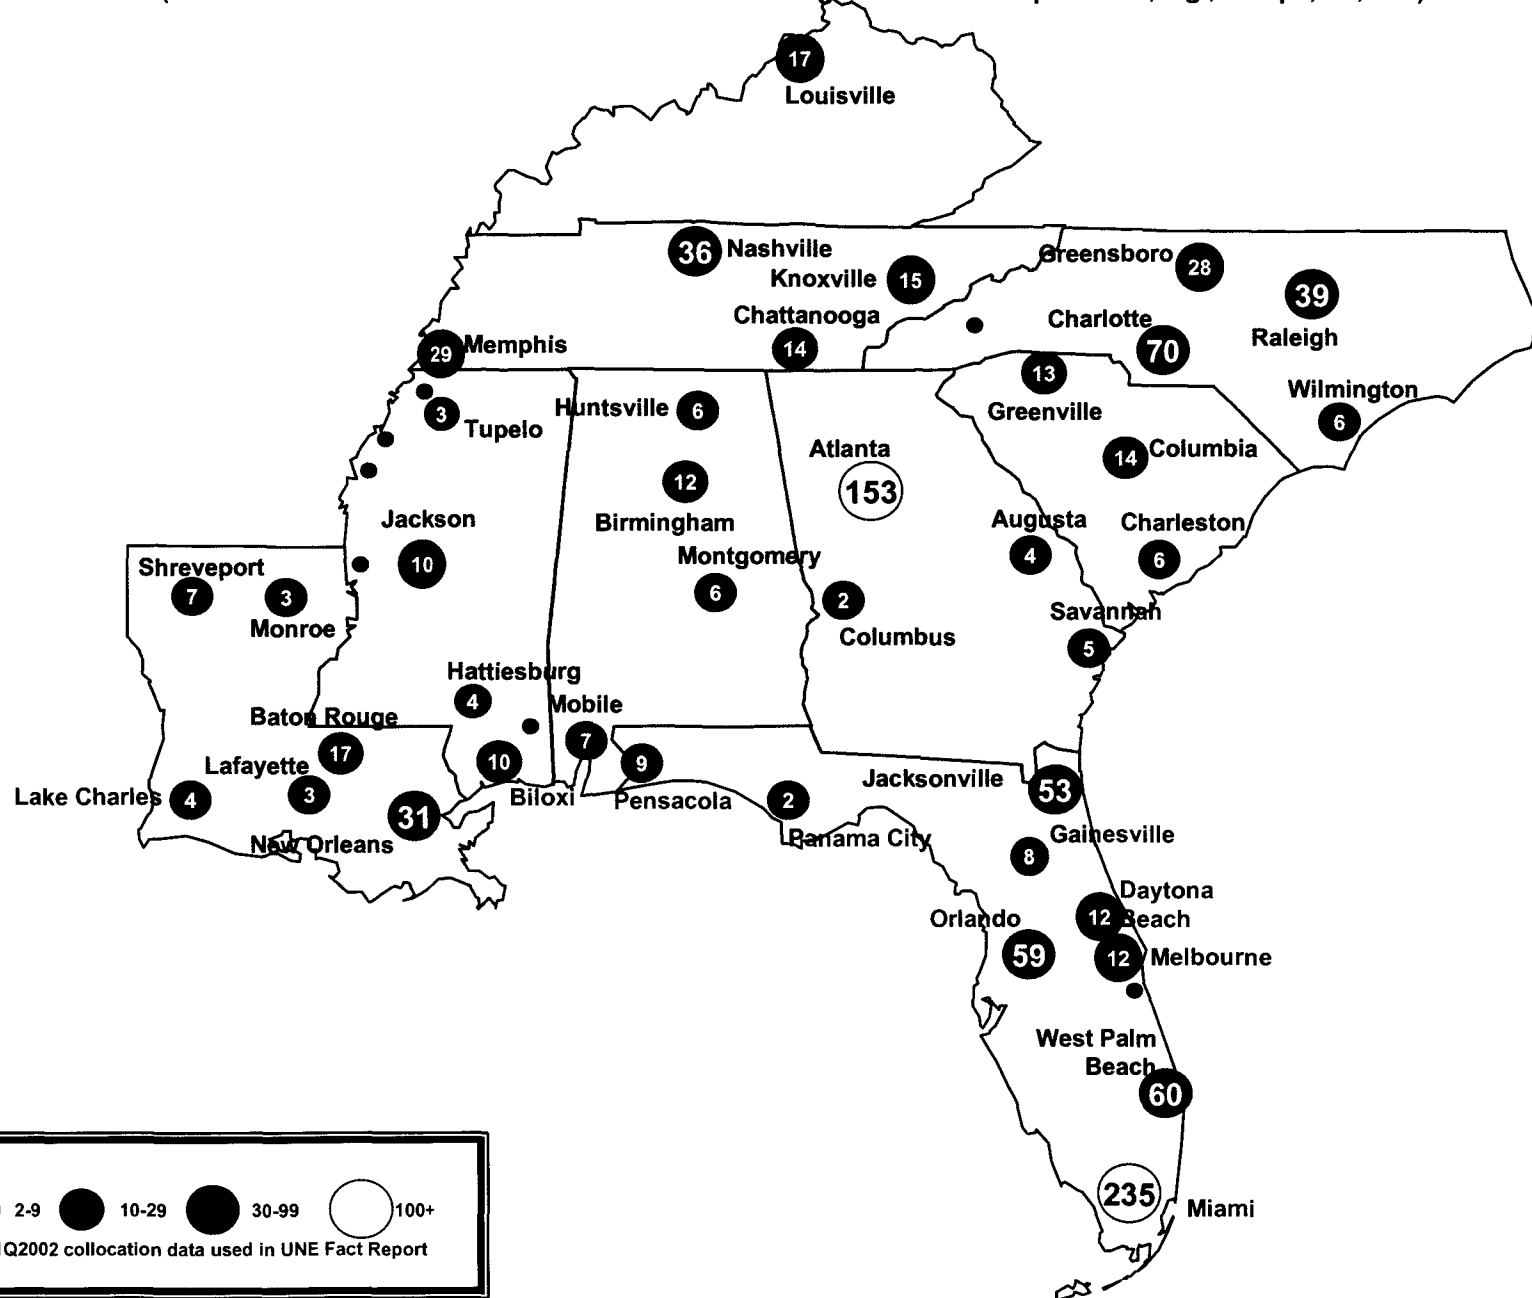 17
Louisville
36 Nashville
Greensboro 28
Knoxville 15
39
Chattanooga
Charlotte
Raleigh
29 Memphis
14
70
13
Wilmington
Huntsville 6
3
Tupelo
Greenville
6
Atlanta
14 Columbia
12
153
Jackson
Birmingham
Augusta
Charleston
Montgomery
Shreveport
10
4
6
7
3
6
2
Savannah
Monroe
Columbus
5
Hattiesburg
4
Mobile
Baton Rouge
17
7
9
10
Lafayette
Jacksonville
53
Lake Charles 4
3
Biloxi
Pensacola
2
31
New Orleans
Panama City
Gainesville
8
Daytona
Beach
12
Orlando
59
12 Melbourne
West Palm
Beach
60
235
Miami
2-9 10-29 30-99 100+
Q2002 collocation data used in UNE Fact Report